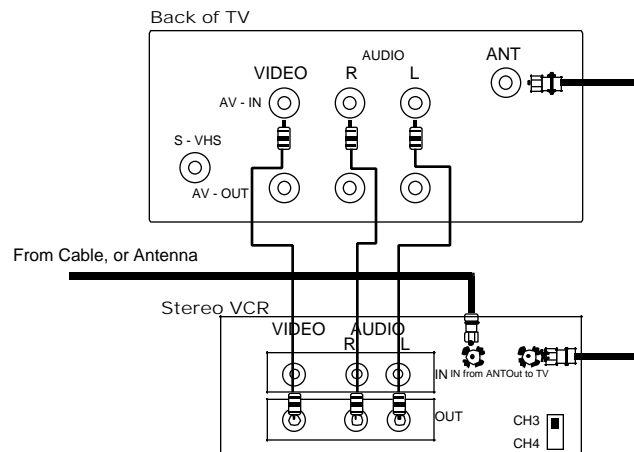 Back of TV
AUDIO
ANT
VIDEO R L
AV - IN
S - VHS
AV - OUT
From Cable, or Antenna
Stereo VCR
VIDEO AUDIO
R L
IN IN from ANT Out to TV
OUT
CH3
CH4